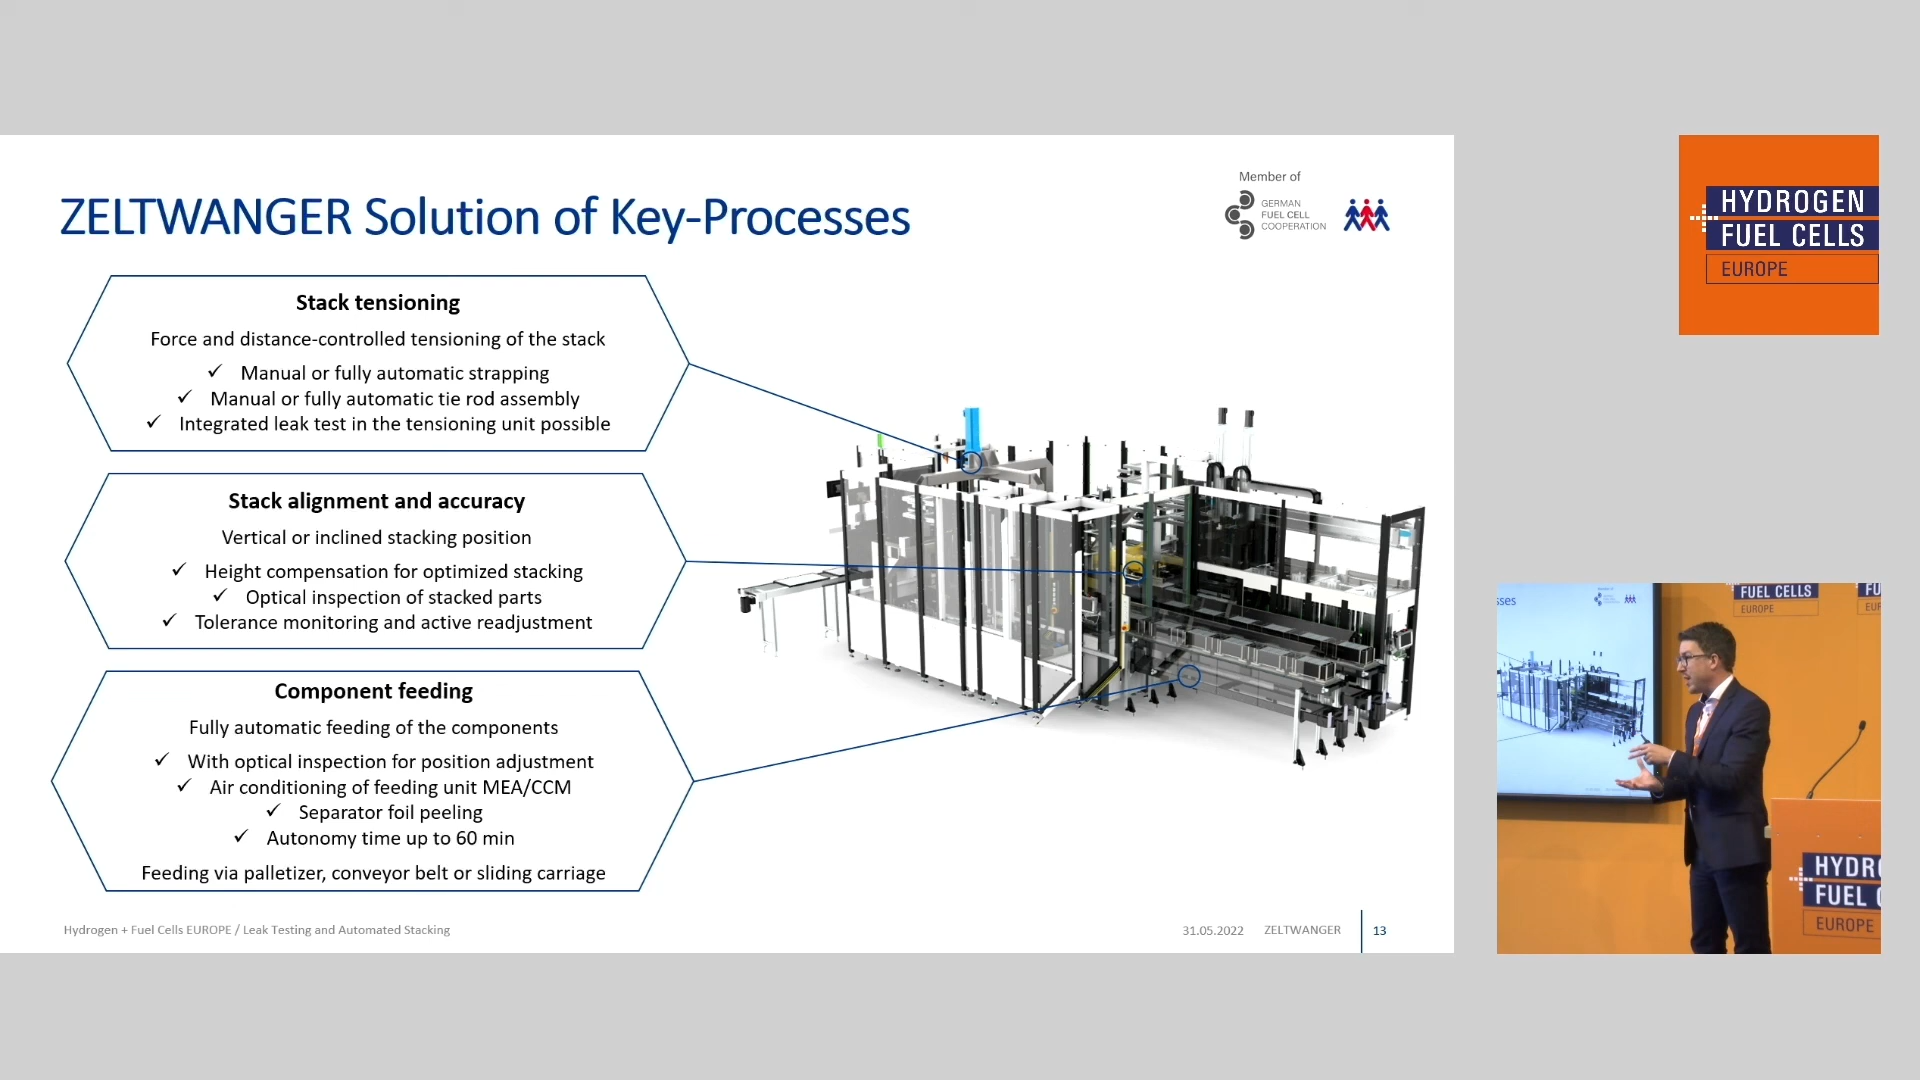 ZELTWANGER Solution of Key-Processes
Member of
GERMAN
FUEL CELL
COOPERATION
Stack tensioning
Force and distance-controlled tensioning of the stack
✓ Manual or fully automatic strapping
✓ Manual or fully automatic tie rod assembly
✓ Integrated leak test in the tensioning unit possible
Stack alignment and accuracy
Vertical or inclined stacking position
✓ Height compensation for optimized stacking
✓ Optical inspection of stacked parts
✓ Tolerance monitoring and active readjustment
Component feeding
Fully automatic feeding of the components
✓ With optical inspection for position adjustment
✓ Air conditioning of feeding unit MEA/CCM
✓ Separator foil peeling
✓ Autonomy time up to 60 min
Feeding via palletizer, conveyor belt or sliding carriage
Hydrogen + Fuel Cells EUROPE / Leak Testing and Automated Stacking
31.05.2022 ZELTWANGER 13
HYDROGEN
FUEL CELLS
EUROPE
sses
FUEL CELLS
EUROPE
FU
EUR
HYDR
FUEL
EUROPE